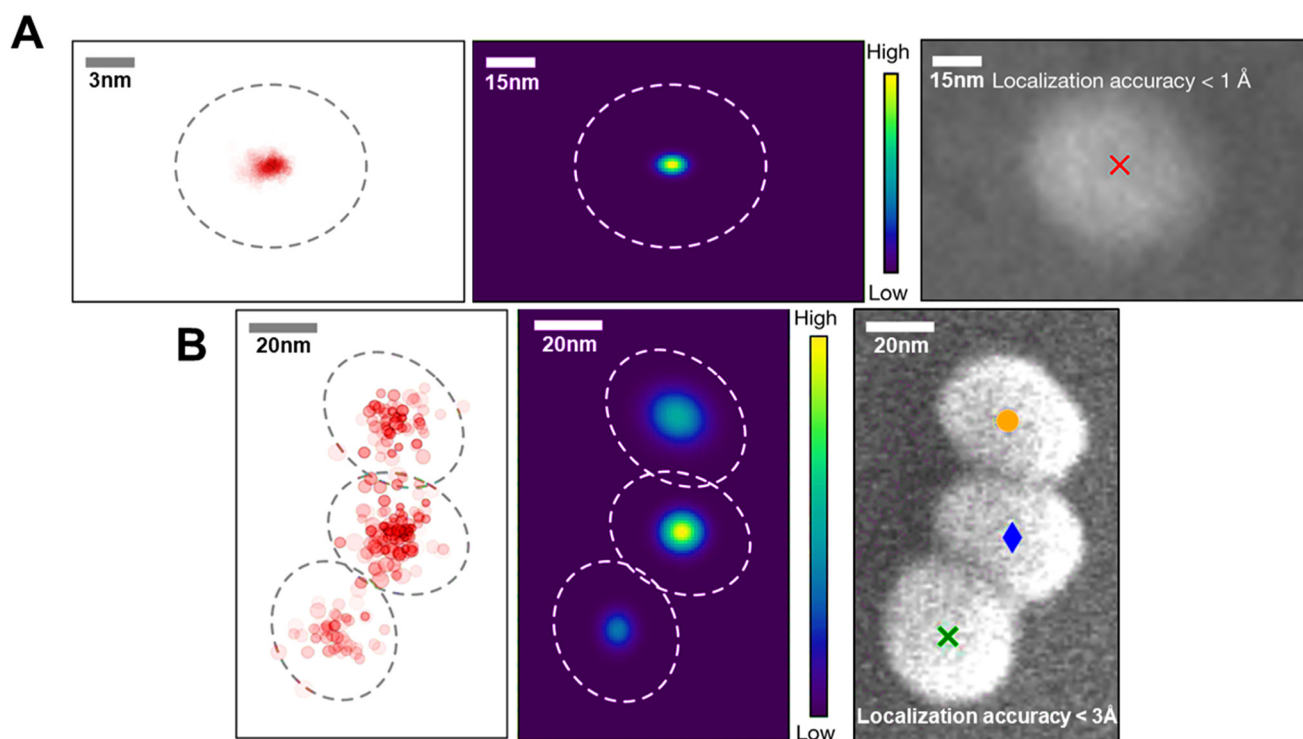 A
3nm
15nm
High
Low
15nm
Localization accuracy < 1 Å
B
20nm
20nm
High
Low
20nm
Localization accuracy < 3Å